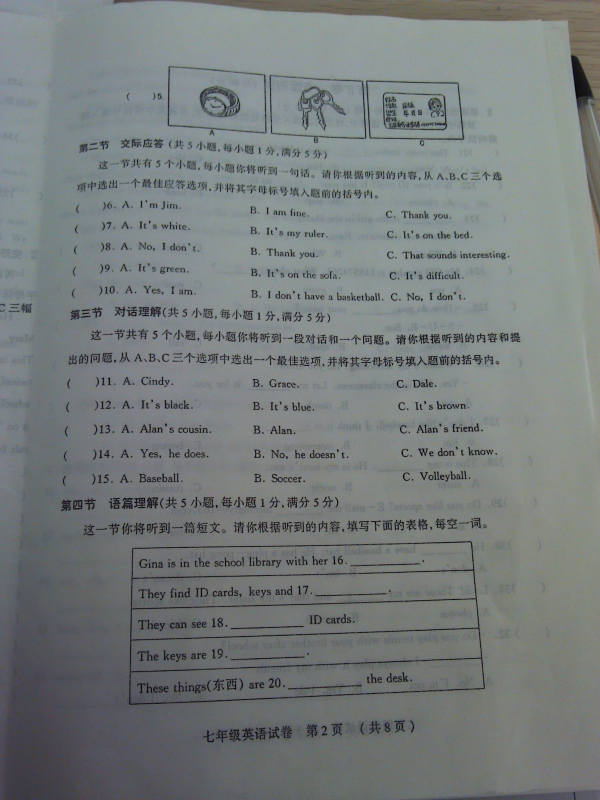 (    )5.
A    B    C
第二节  交际应答 (共 5 小题,每小题 1 分,满分 5 分)
这一节共有 5 个小题,每小题你将听到一句话。请你根据听到的内容,从 A、B、C 三个选
项中选出一个最佳应答选项,并将其字母标号填入题前的括号内。
(    )6. A. I'm Jim.    B. I am fine.    C. Thank you.
(    )7. A. It's white.    B. It's my ruler.    C. It's on the bed.
(    )8. A. No, I don't.    B. Thank you.    C. That sounds interesting.
(    )9. A. It's green.    B. It's on the sofa.    C. It's difficult.
(    )10. A. Yes, I am.    B. I don't have a basketball.    C. No, I don't.
C 三幅
第三节  对话理解(共 5 小题,每小题 1 分,满分 5 分)
这一节共有 5 个小题,每小题你将听到一段对话和一个问题。请你根据听到的内容和提
出的问题,从 A、B、C 三个选项中选出一个最佳选项,并将其字母标号填入题前的括号内。
(    )11. A. Cindy.    B. Grace.    C. Dale.
(    )12. A. It's black.    B. It's blue.    C. It's brown.
(    )13. A. Alan's cousin.    B. Alan.    C. Alan's friend.
(    )14. A. Yes, he does.    B. No, he doesn't.    C. We don't know.
(    )15. A. Baseball.    B. Soccer.    C. Volleyball.
第四节  语篇理解(共 5 小题,每小题 1 分,满分 5 分)
这一节你将听到一篇短文。请你根据听到的内容,填写下面的表格,每空一词。
Gina is in the school library with her 16. ____________.
They find ID cards, keys and 17. ____________.
They can see 18. ____________ ID cards.
The keys are 19. ____________.
These things(东西) are 20. ____________ the desk.
七年级英语试卷  第 2 页  (共 8 页)